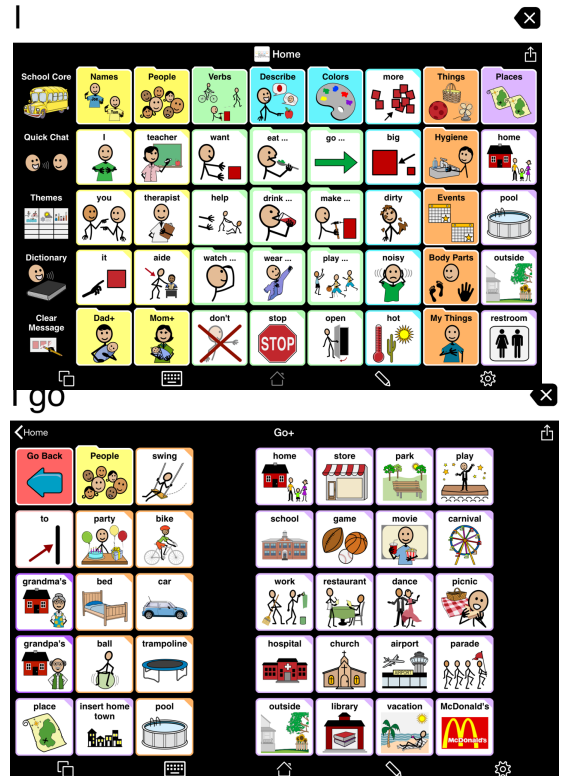 I
Home
School Core Names People Verbs Describe Colors more Things Places
Quick Chat I teacher want eat ... go ... big Hygiene home
Themes you therapist help drink ... make ... dirty Events pool
Dictionary it aide watch ... wear ... play ... noisy Body Parts outside
Clear Message Dad+ Mom+ don't stop open hot My Things restroom
STOP
I go
Home Go+
Go Back People swing home store park play
to party bike school game movie carnival
grandma's bed car work restaurant dance picnic
grandpa's ball trampoline hospital church airport parade
place insert home town pool outside library vacation McDonald's
McDonald's